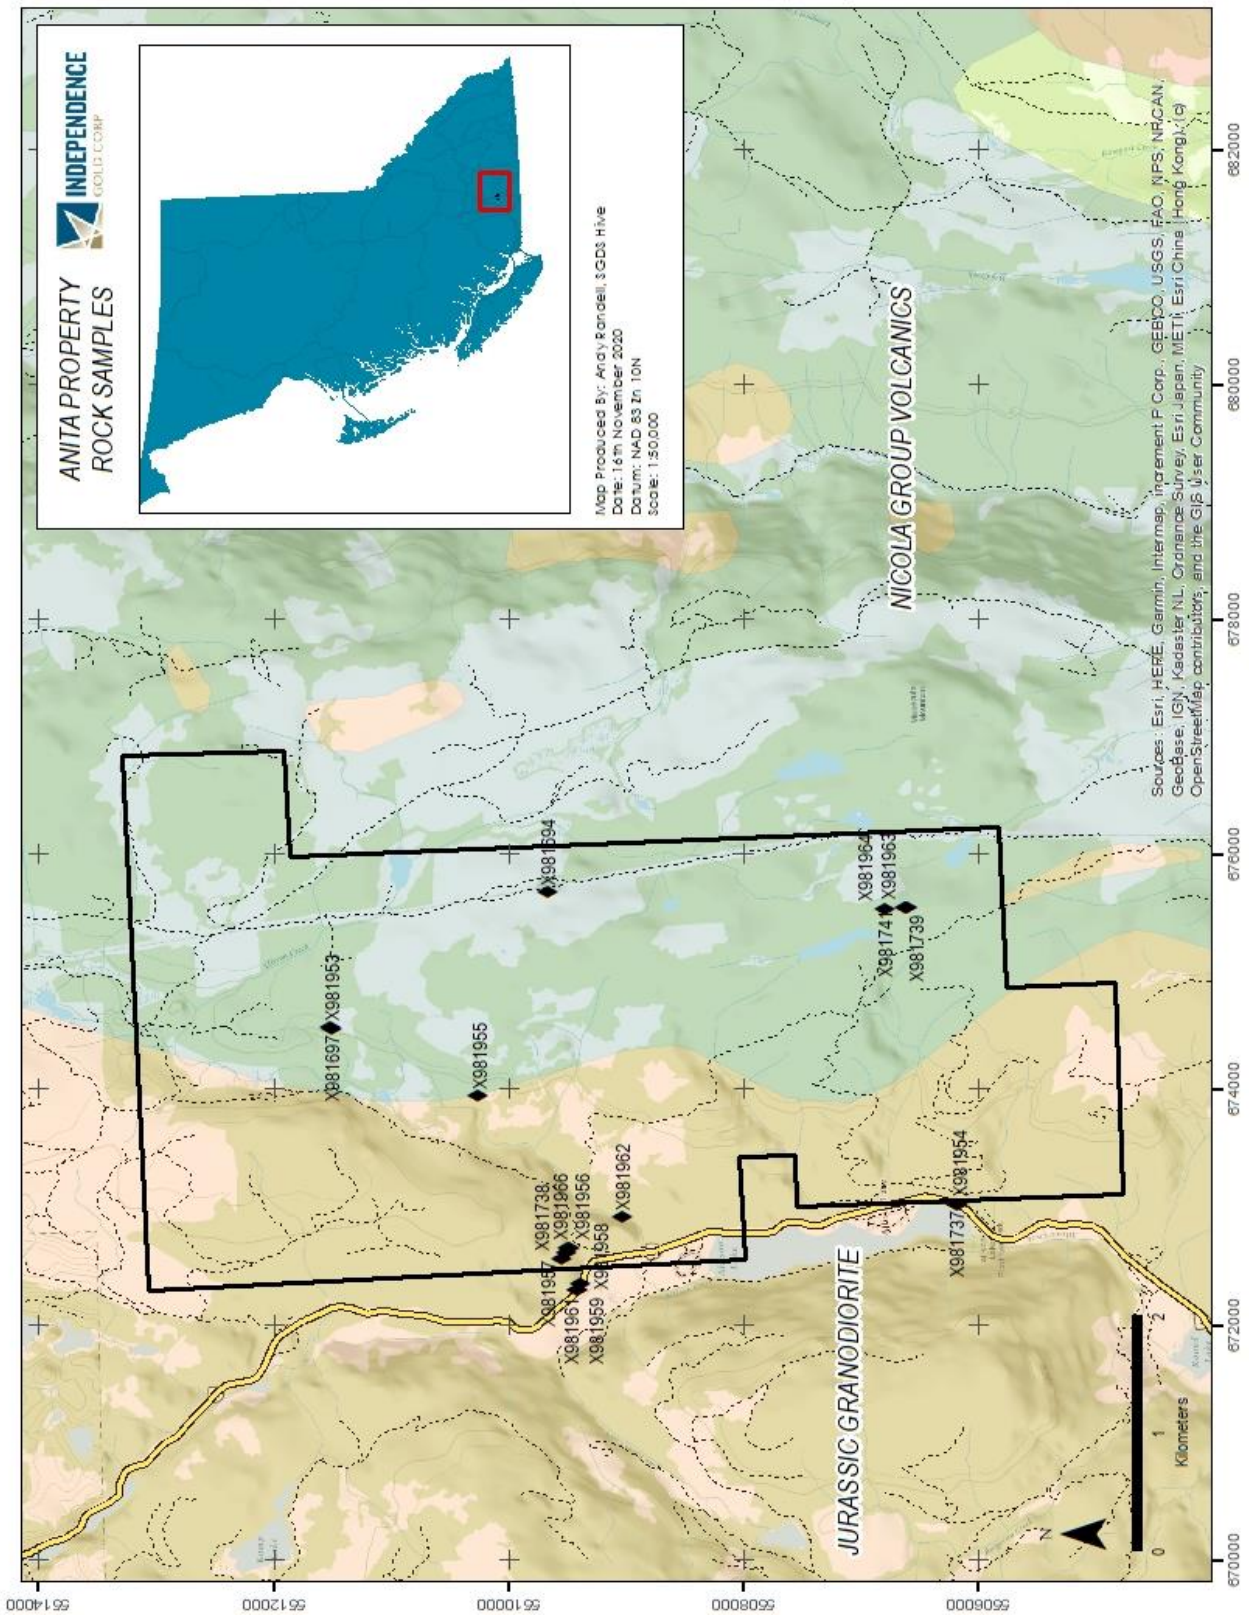 ANITA PROPERTY
ROCK SAMPLES
INDEPENDENCE
GOLD CORP
Map Produced By: Andy Randell, SGDS Hive
Date: 16th November 2020
Datum: NAD 83 Zn 10N
Scale: 1:50,000
X981697
X981953
X981955
X981694
X981738
X981966
X981956
X981962
X981957
X981958
X981961
X981959
X981964
X981963
X981741
X981739
X981737
X981954
NICOLA GROUP VOLCANICS
JURASSIC GRANODIORITE
N
0 1 2
Kilometers
Sources: Esri, HERE, Garmin, Intermap, increment P Corp., GEBCO, USGS, FAO, NPS, NRCAN,
GeoBase, IGN, Kadaster NL, Ordnance Survey, Esri Japan, METI, Esri China (Hong Kong), (c)
OpenStreetMap contributors, and the GIS User Community
5614000
5612000
5610000
5608000
5606000
670000
672000
674000
676000
678000
680000
682000